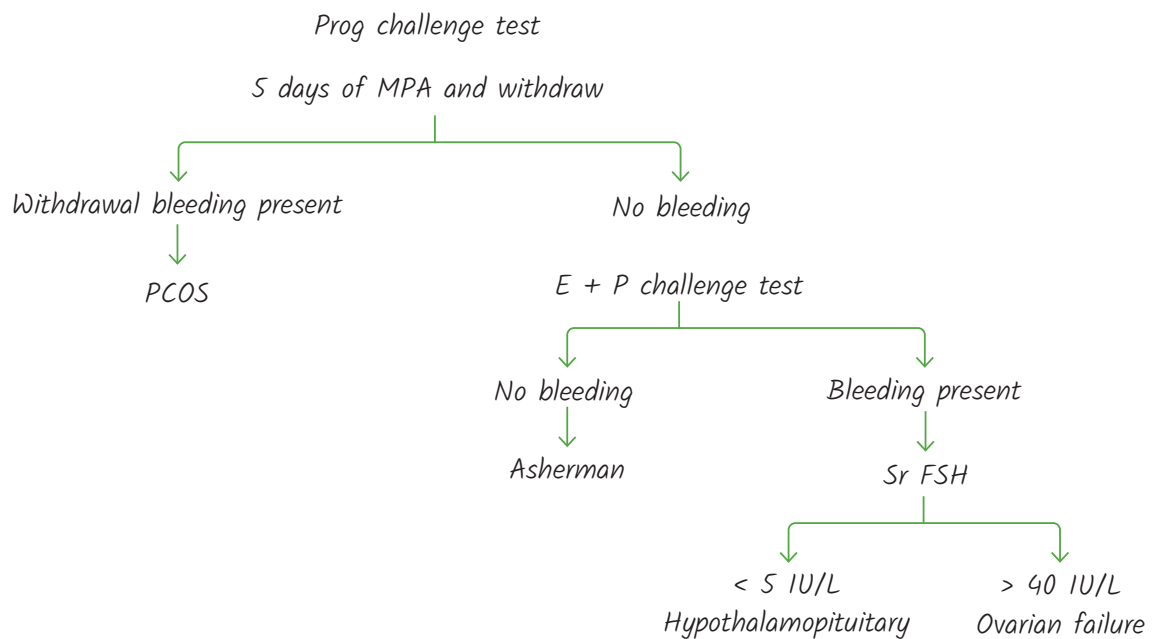 Prog challenge test
5 days of MPA and withdraw
Withdrawal bleeding present
No bleeding
PCOS
E + P challenge test
No bleeding
Bleeding present
Asherman
Sr FSH
< 5 IU/L
Hypothalamopituitary
> 40 IU/L
Ovarian failure